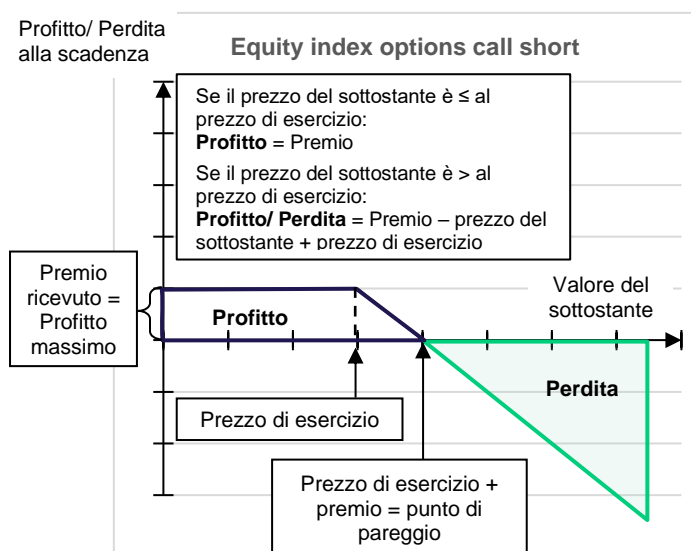 Profitto/ Perdita
alla scadenza
Equity index options call short
Se il prezzo del sottostante è ≤ al
prezzo di esercizio:
Profitto = Premio
Se il prezzo del sottostante è > al
prezzo di esercizio:
Profitto/ Perdita = Premio – prezzo del
sottostante + prezzo di esercizio
Premio
ricevuto =
Profitto
massimo
Profitto
Valore del
sottostante
Perdita
Prezzo di esercizio
Prezzo di esercizio +
premio = punto di
pareggio